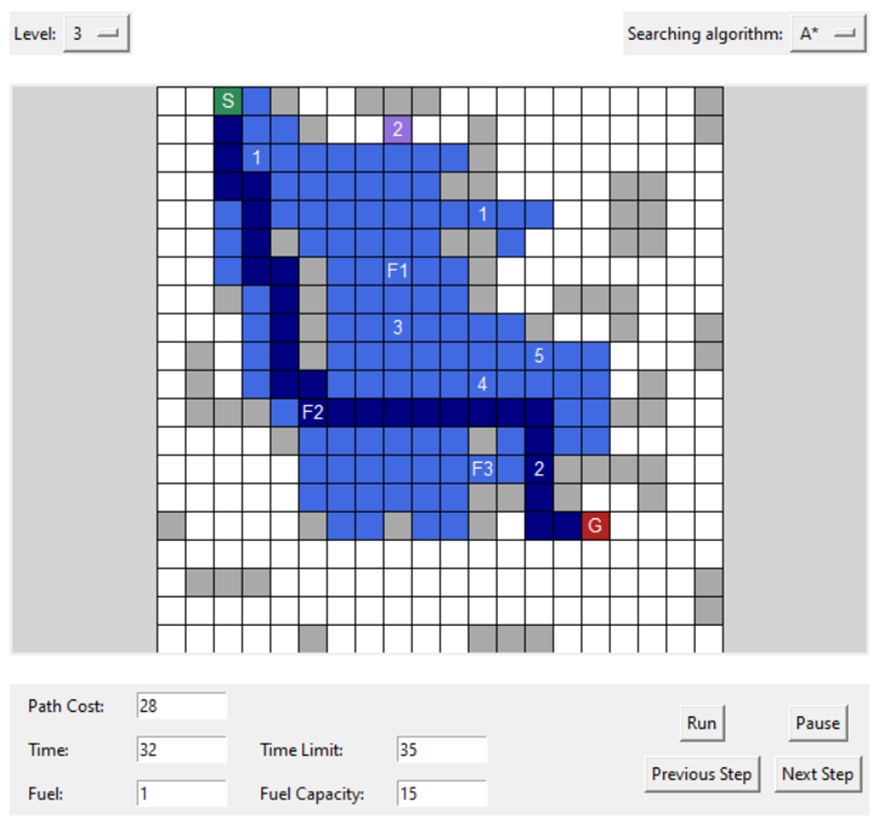 Level: 3 Searching algorithm: A*
S
2
1
1
F1
3
5
4
F2
F3 2
G
Path Cost: 28
Run Pause
Time: 32 Time Limit: 35
Previous Step Next Step
Fuel: 1 Fuel Capacity: 15